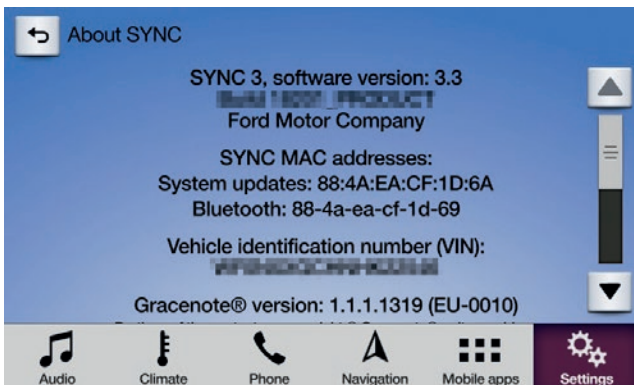 About SYNC
SYNC 3, software version: 3.3
Ford Motor Company
SYNC MAC addresses:
System updates: 88:4A:EA:CF:1D:6A
Bluetooth: 88-4a-ea-cf-1d-69
Vehicle identification number (VIN):
Gracenote® version: 1.1.1.1319 (EU-0010)
Audio
Climate
Phone
Navigation
Mobile apps
Settings